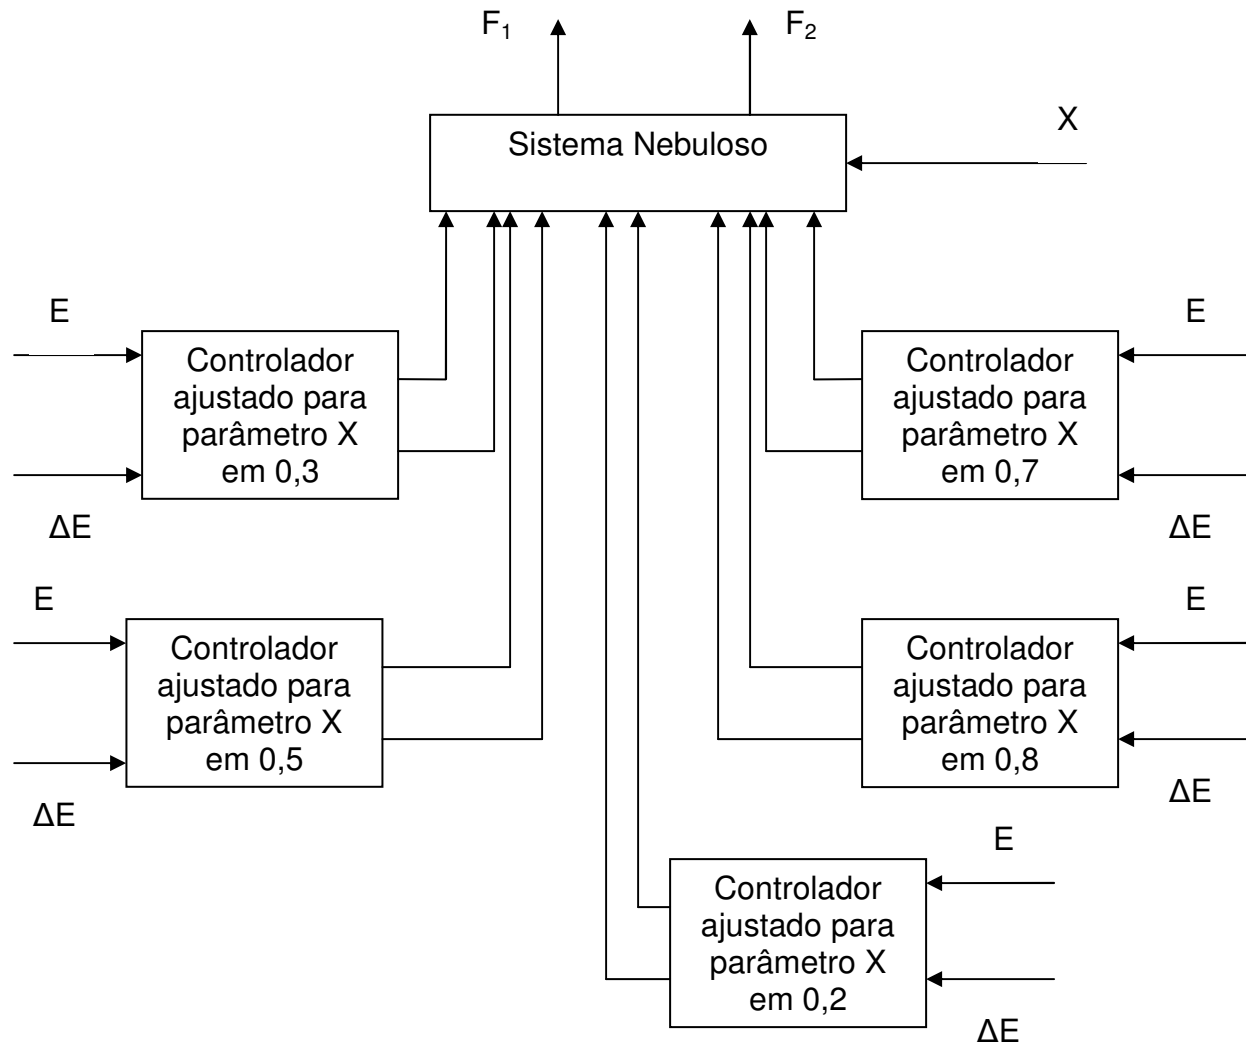 F₁
F₂
Sistema Nebuloso
X
E
Controlador
ajustado para
parâmetro X
em 0,3
ΔE
E
Controlador
ajustado para
parâmetro X
em 0,7
ΔE
E
Controlador
ajustado para
parâmetro X
em 0,5
ΔE
E
Controlador
ajustado para
parâmetro X
em 0,8
ΔE
E
Controlador
ajustado para
parâmetro X
em 0,2
ΔE